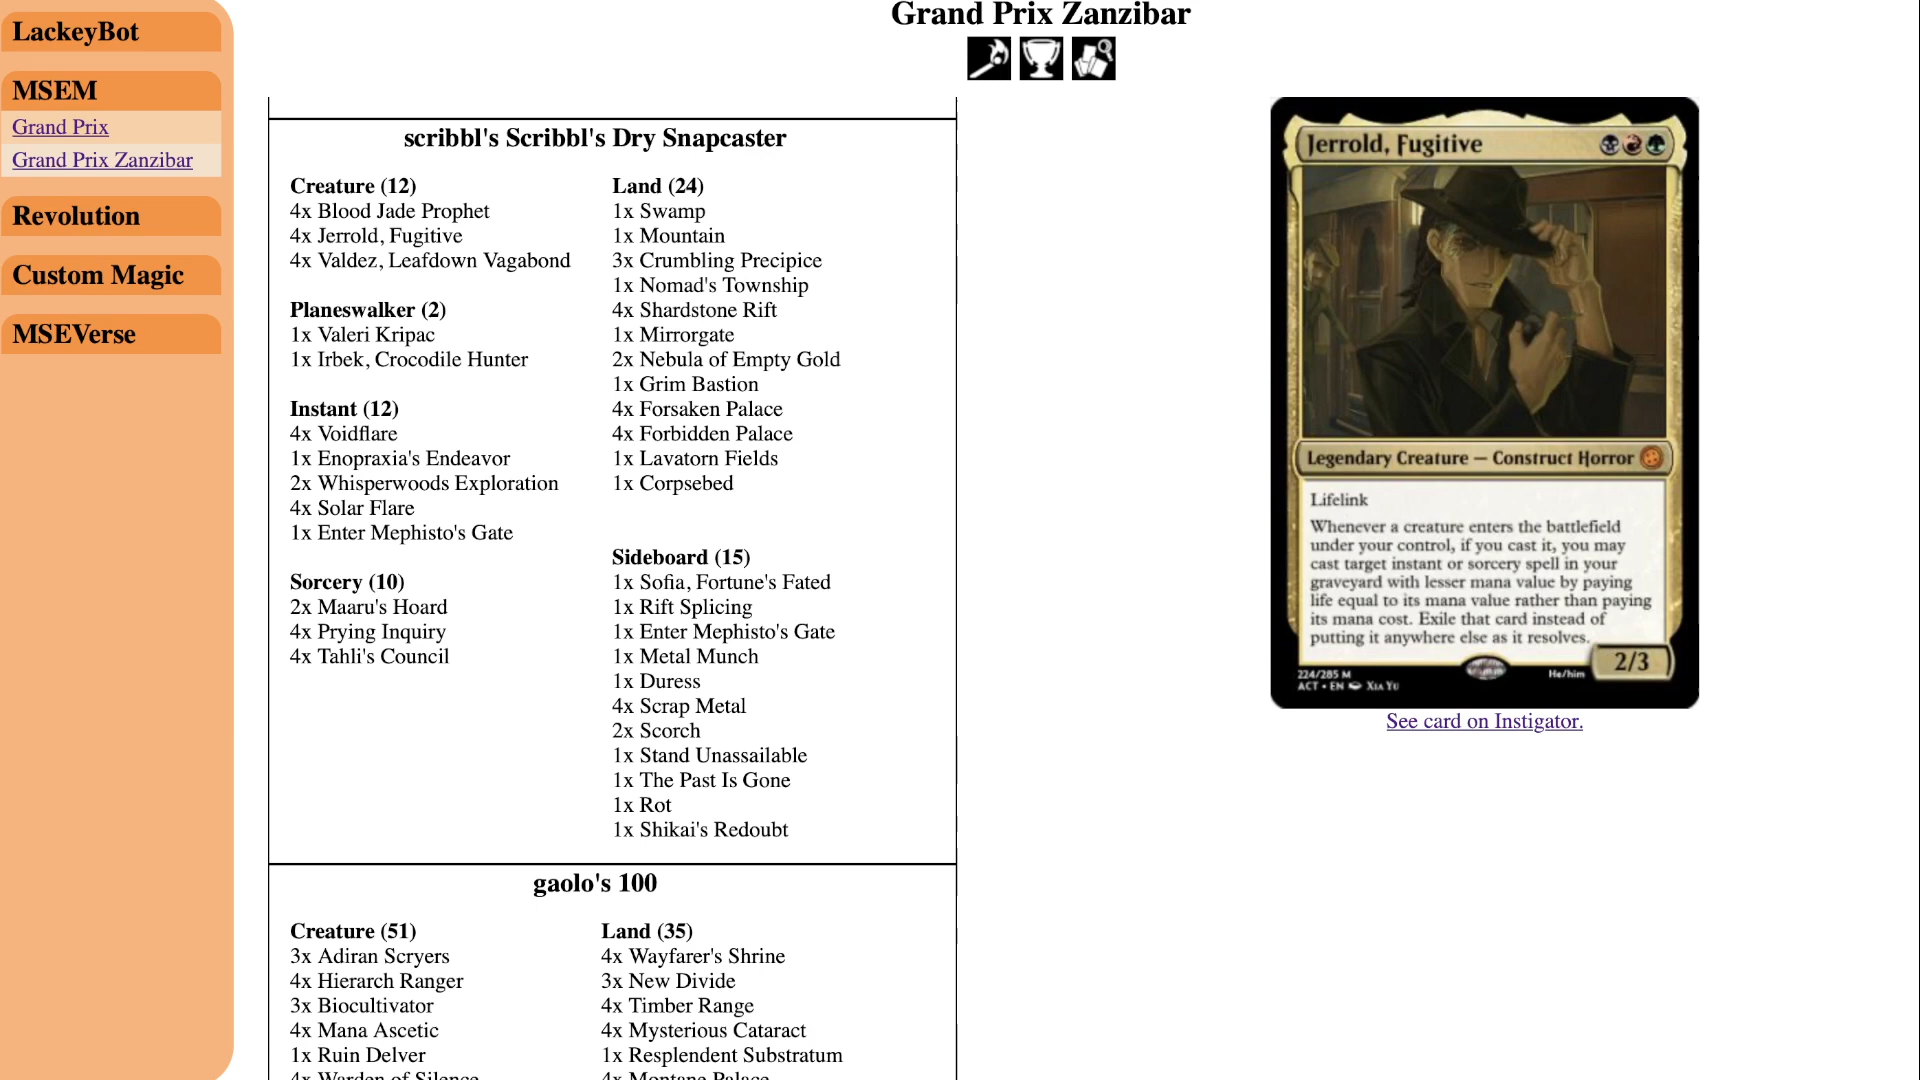 LackeyBot
MSEM
Grand Prix
Grand Prix Zanzibar
Revolution
Custom Magic
MSEVerse
Grand Prix Zanzibar
scribbl's Scribbl's Dry Snapcaster
Creature (12)
4x Blood Jade Prophet
4x Jerrold, Fugitive
4x Valdez, Leafdown Vagabond
Planeswalker (2)
1x Valeri Kripac
1x Irbek, Crocodile Hunter
Instant (12)
4x Voidflare
1x Enopraxia's Endeavor
2x Whisperwoods Exploration
4x Solar Flare
1x Enter Mephisto's Gate
Sorcery (10)
2x Maaru's Hoard
4x Prying Inquiry
4x Tahli's Council
Land (24)
1x Swamp
1x Mountain
3x Crumbling Precipice
1x Nomad's Township
4x Shardstone Rift
1x Mirrorgate
2x Nebula of Empty Gold
1x Grim Bastion
4x Forsaken Palace
4x Forbidden Palace
1x Lavatorn Fields
1x Corpsebed
Sideboard (15)
1x Sofia, Fortune's Fated
1x Rift Splicing
1x Enter Mephisto's Gate
1x Metal Munch
1x Duress
4x Scrap Metal
2x Scorch
1x Stand Unassailable
1x The Past Is Gone
1x Rot
1x Shikai's Redoubt
gaolo's 100
Creature (51)
3x Adiran Scryers
4x Hierarch Ranger
3x Biocultivator
4x Mana Ascetic
1x Ruin Delver
4x Warden of Silence
Land (35)
4x Wayfarer's Shrine
3x New Divide
4x Timber Range
4x Mysterious Cataract
1x Resplendent Substratum
4x Montane Palace
Jerrold, Fugitive
Legendary Creature — Construct Horror
Lifelink
Whenever a creature enters the battlefield
under your control, if you cast it, you may
cast target instant or sorcery spell in your
graveyard with lesser mana value by paying
life equal to its mana value rather than paying
its mana cost. Exile that card instead of
putting it anywhere else as it resolves.
2/3
224/285 M
ACT • EN Xia Yu
He/him
See card on Instigator.